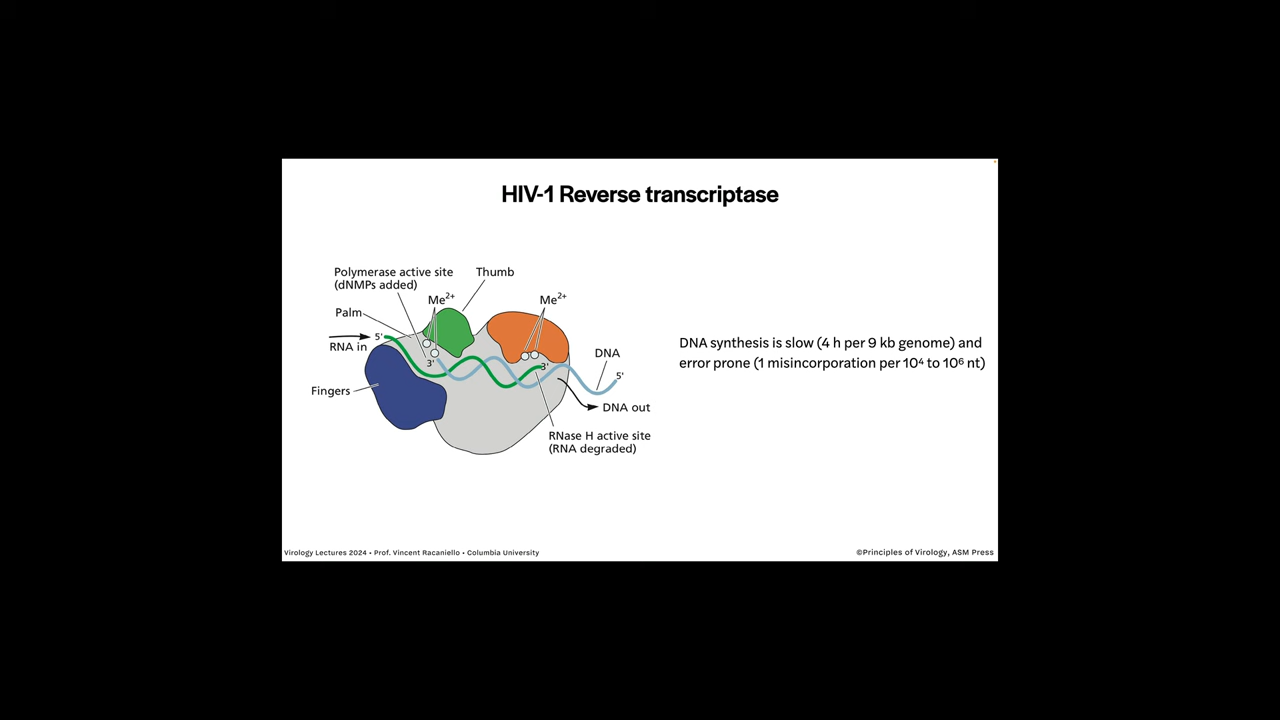 HIV-1 Reverse transcriptase
Polymerase active site
(dNMPs added)
Thumb
Me²⁺
Me²⁺
Palm
5'
RNA in
3'
3'
DNA
5'
Fingers
DNA out
RNase H active site
(RNA degraded)
DNA synthesis is slow (4 h per 9 kb genome) and
error prone (1 misincorporation per 10⁴ to 10⁶ nt)
Virology Lectures 2024 • Prof. Vincent Racaniello • Columbia University
©Principles of Virology, ASM Press